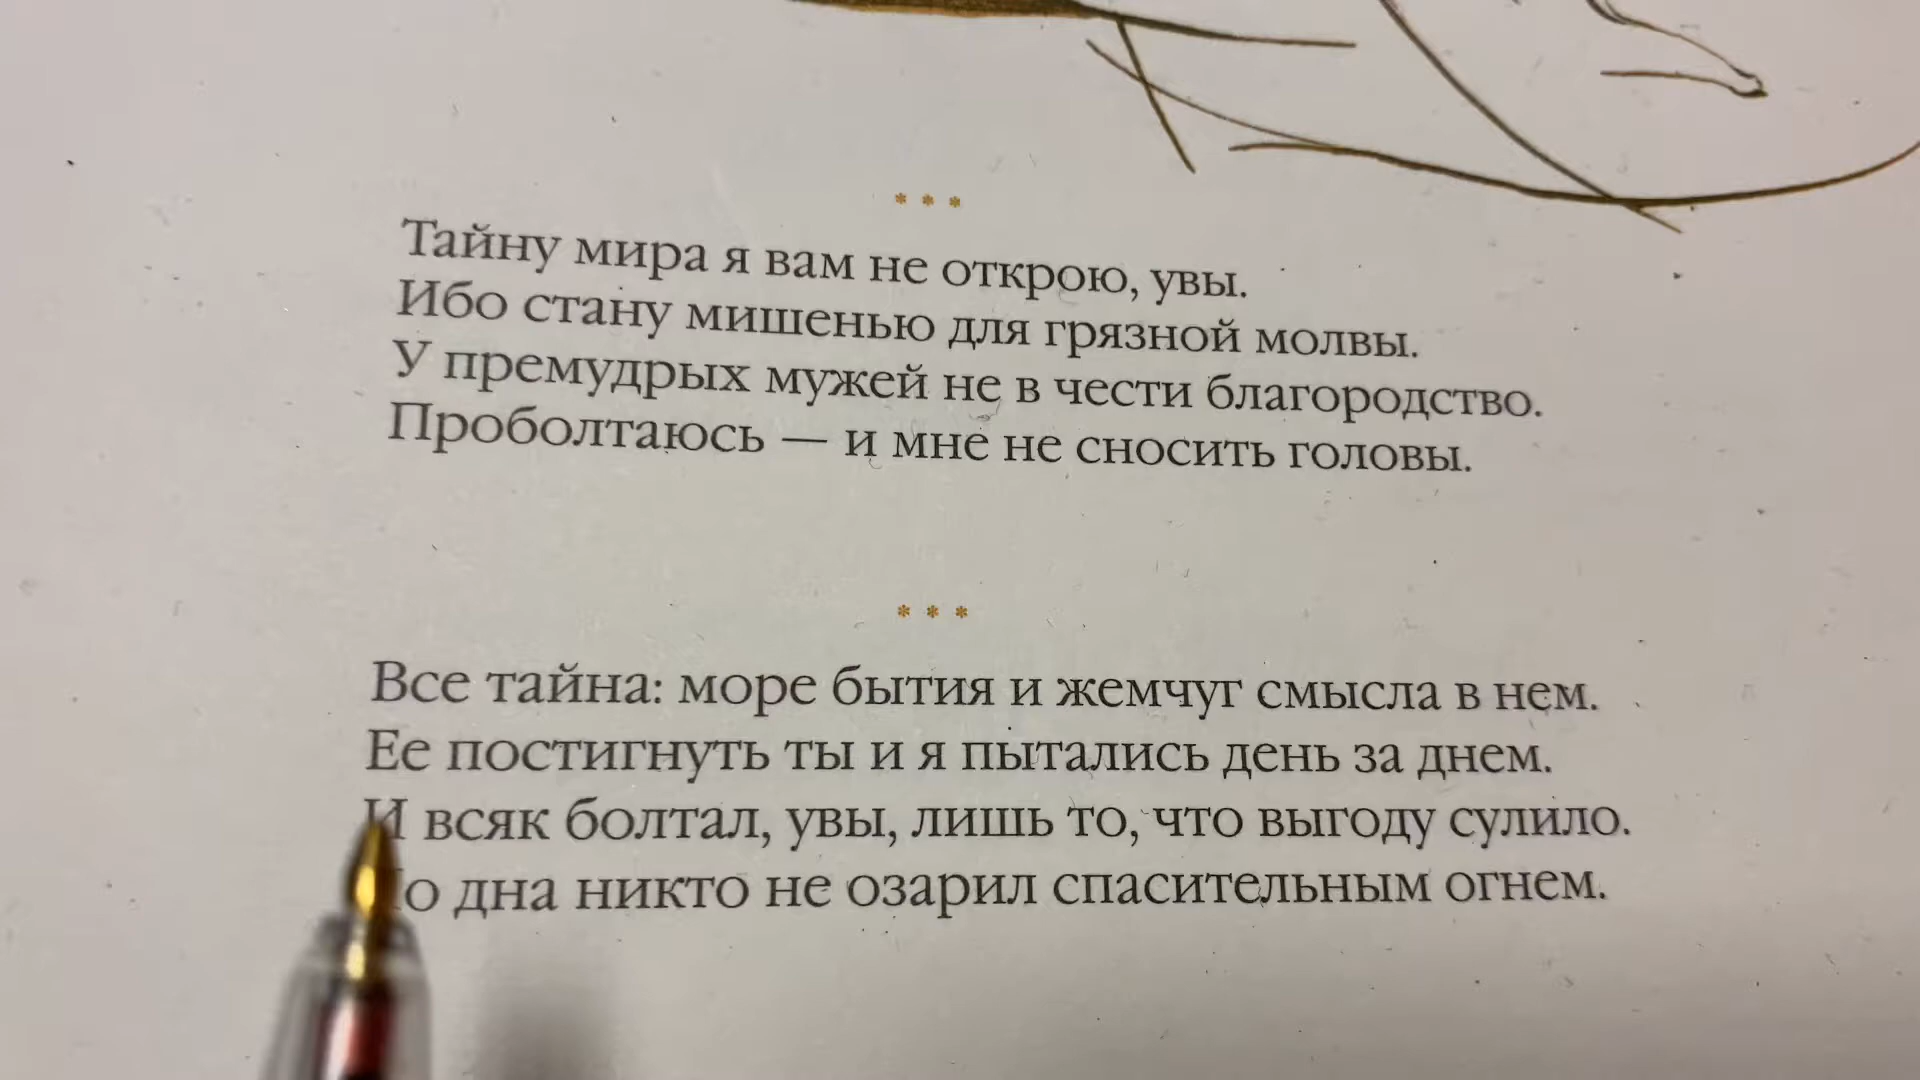 * * *
Тайну мира я вам не открою, увы.
Ибо стану мишенью для грязной молвы.
У премудрых мужей не в чести благородство.
Проболтаюсь — и мне не сносить головы.
* * *
Все тайна: море бытия и жемчуг смысла в нем.
Ее постигнуть ты и я пытались день за днем.
И всяк болтал, увы, лишь то, что выгоду сулило.
дна никто не озарил спасительным огнем.